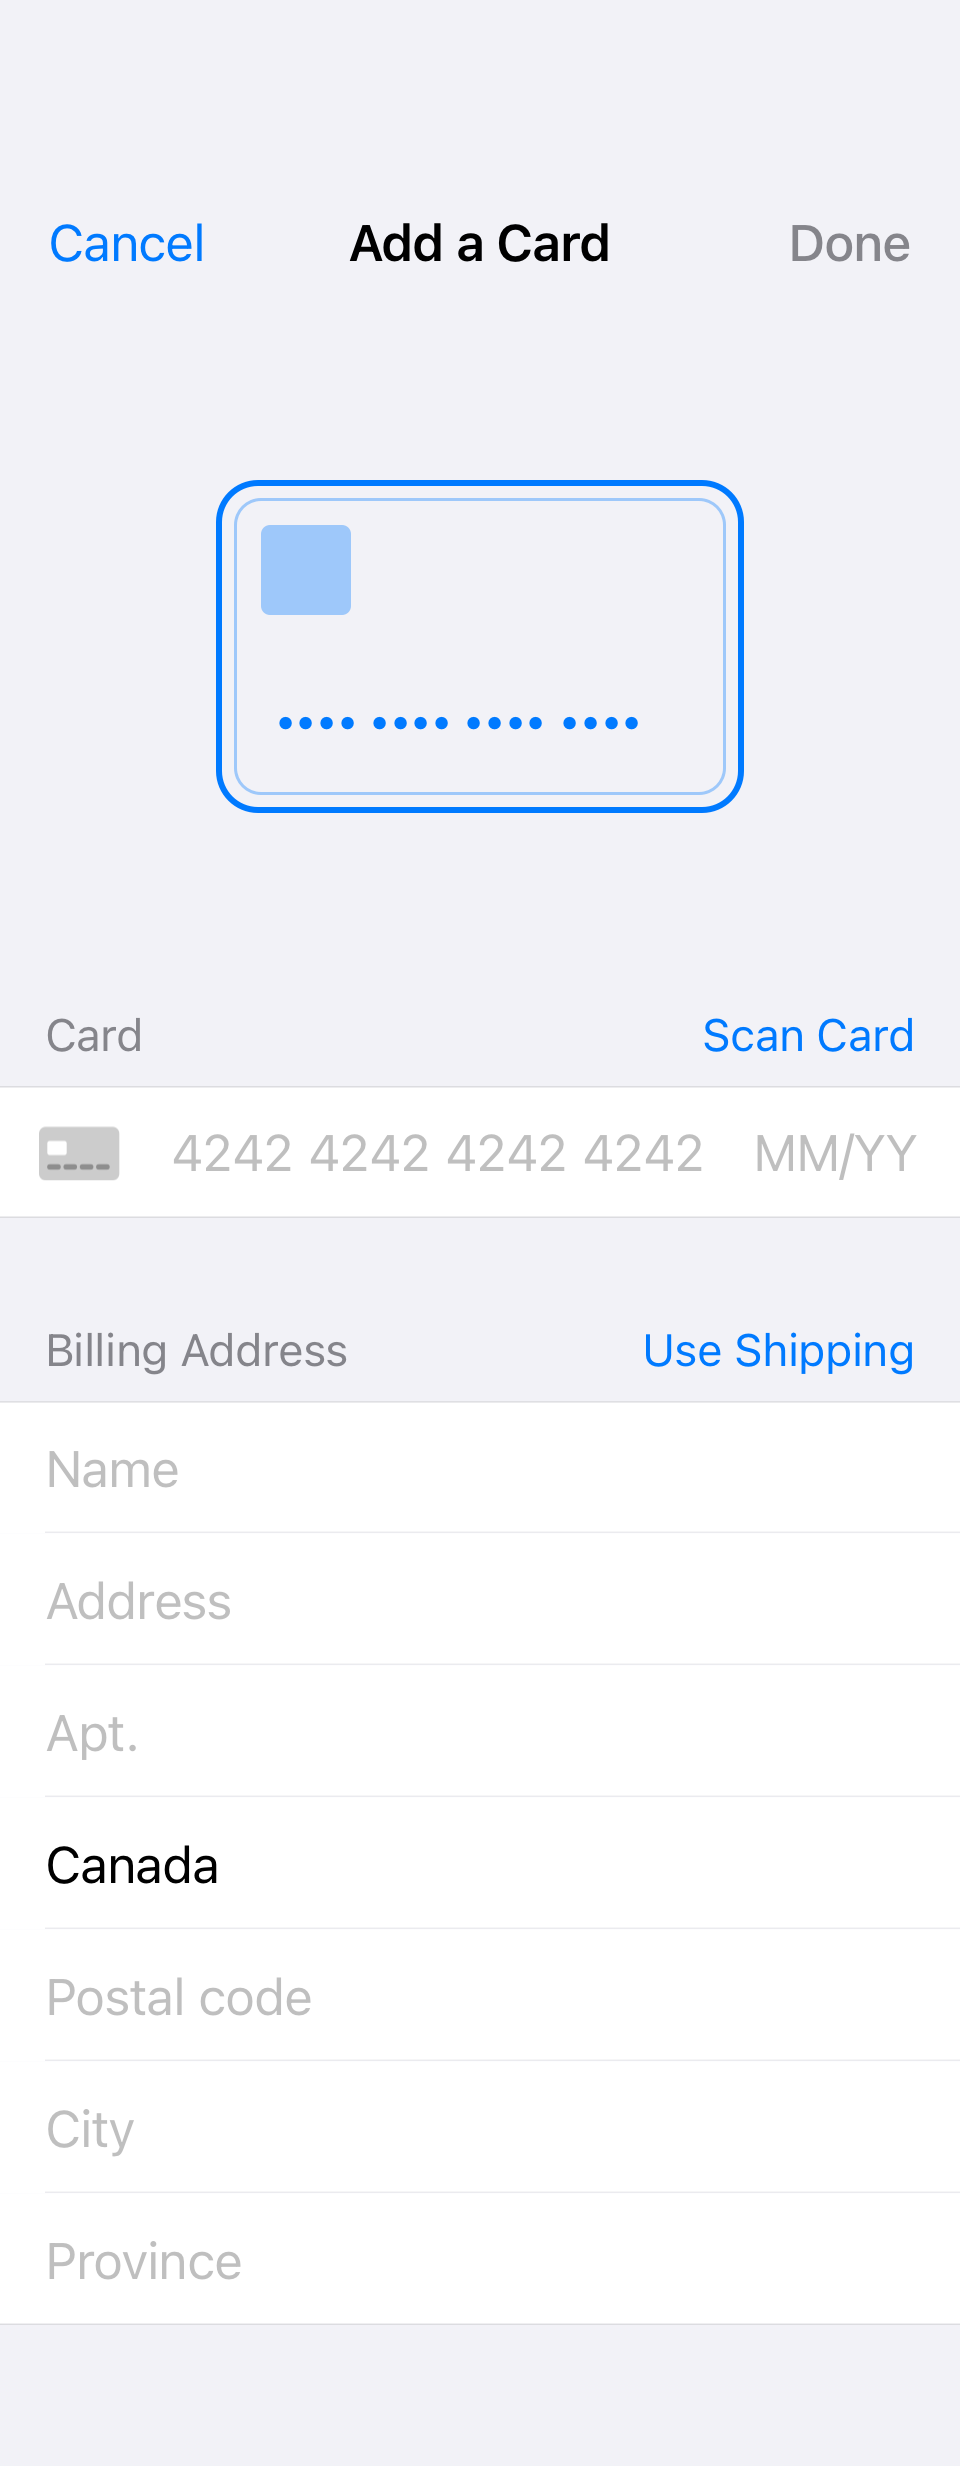 Cancel Add a Card Done
Card Scan Card
4242 4242 4242 4242 MM/YY
Billing Address Use Shipping
Name
Address
Apt.
Canada
Postal code
City
Province